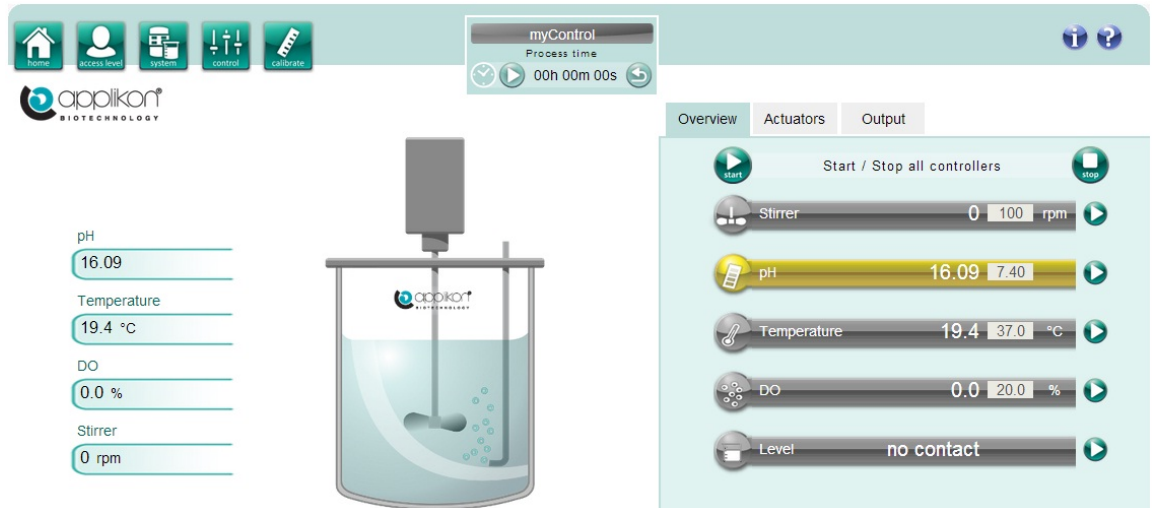 home
access level
system
control
calibrate
myControl
Process time
00h 00m 00s
i ?
applikon®
BIOTECHNOLOGY
Overview Actuators Output
start
Start / Stop all controllers
stop
Stirrer 0 100 rpm
pH 16.09 7.40
Temperature 19.4 37.0 °C
DO 0.0 20.0 %
Level no contact
pH
16.09
Temperature
19.4 °C
DO
0.0 %
Stirrer
0 rpm
applikon
BIOTECHNOLOGY